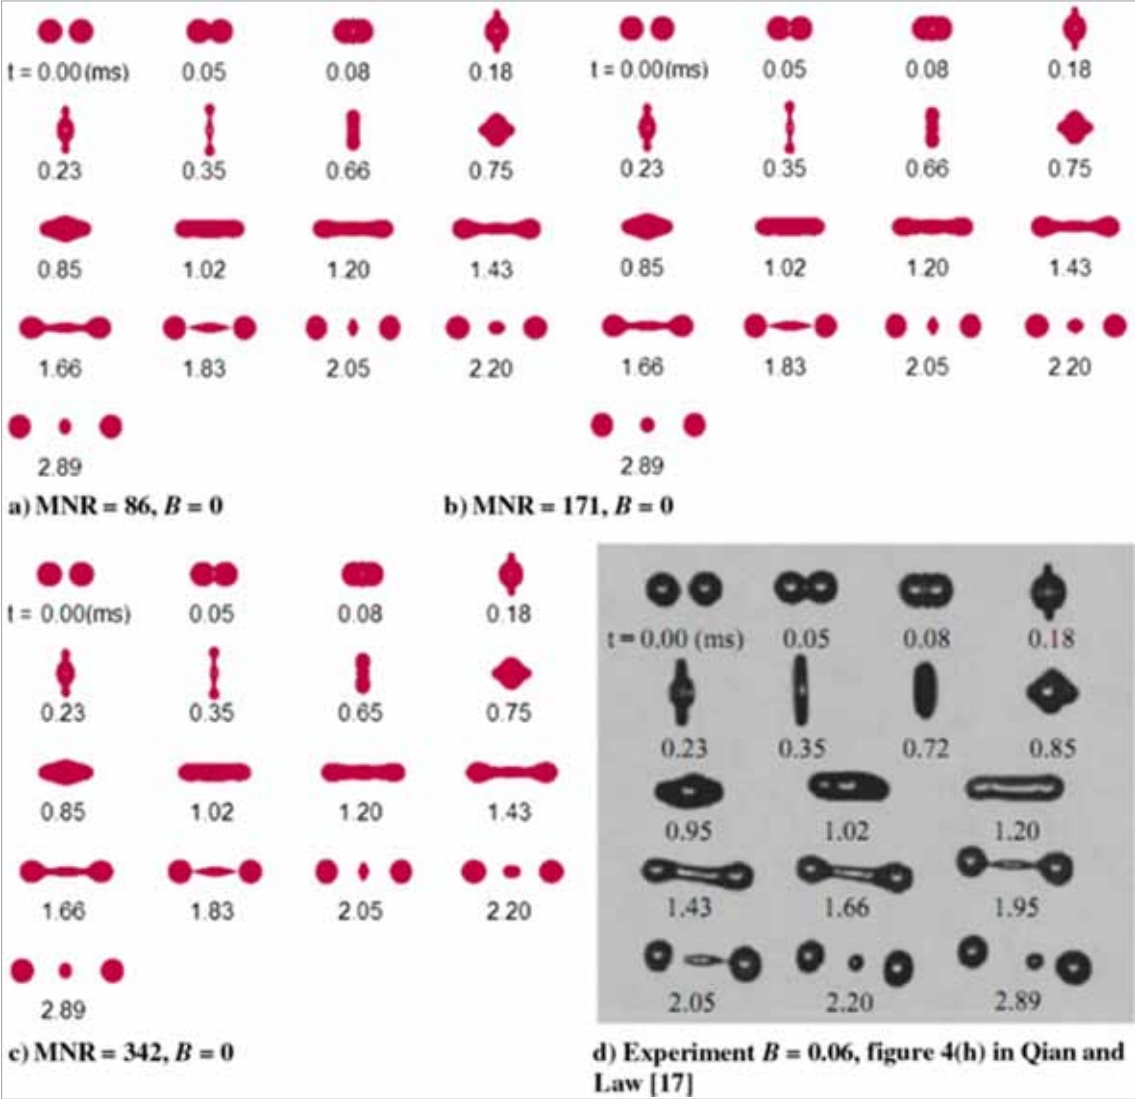 t = 0.00(ms) 0.05 0.08 0.18
0.23 0.35 0.66 0.75
0.85 1.02 1.20 1.43
1.66 1.83 2.05 2.20
2.89
a) MNR = 86, B = 0
t = 0.00(ms) 0.05 0.08 0.18
0.23 0.35 0.66 0.75
0.85 1.02 1.20 1.43
1.66 1.83 2.05 2.20
2.89
b) MNR = 171, B = 0
t = 0.00(ms) 0.05 0.08 0.18
0.23 0.35 0.65 0.75
0.85 1.02 1.20 1.43
1.66 1.83 2.05 2.20
2.89
c) MNR = 342, B = 0
t = 0.00 (ms) 0.05 0.08 0.18
0.23 0.35 0.72 0.85
0.95 1.02 1.20
1.43 1.66 1.95
2.05 2.20 2.89
d) Experiment B = 0.06, figure 4(h) in Qian and
Law [17]